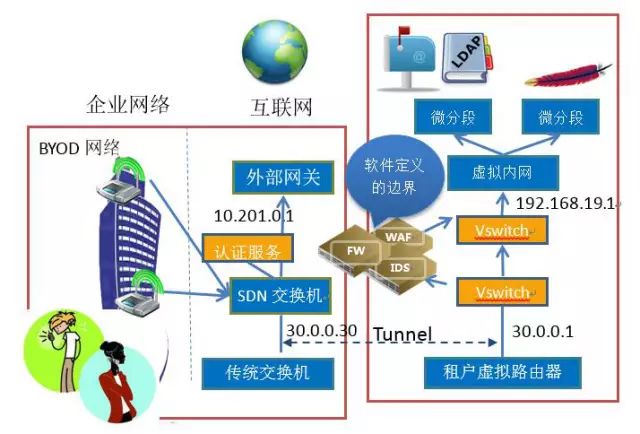 企业网络
互联网
BYOD 网络
外部网关
10.201.0.1
认证服务
SDN 交换机
30.0.0.30
传统交换机
Tunnel
@
LDAP
微分段
微分段
软件定义
的边界
虚拟内网
192.168.19.1
WAF
FW
IDS
Vswitch
Vswitch
30.0.0.1
租户虚拟路由器